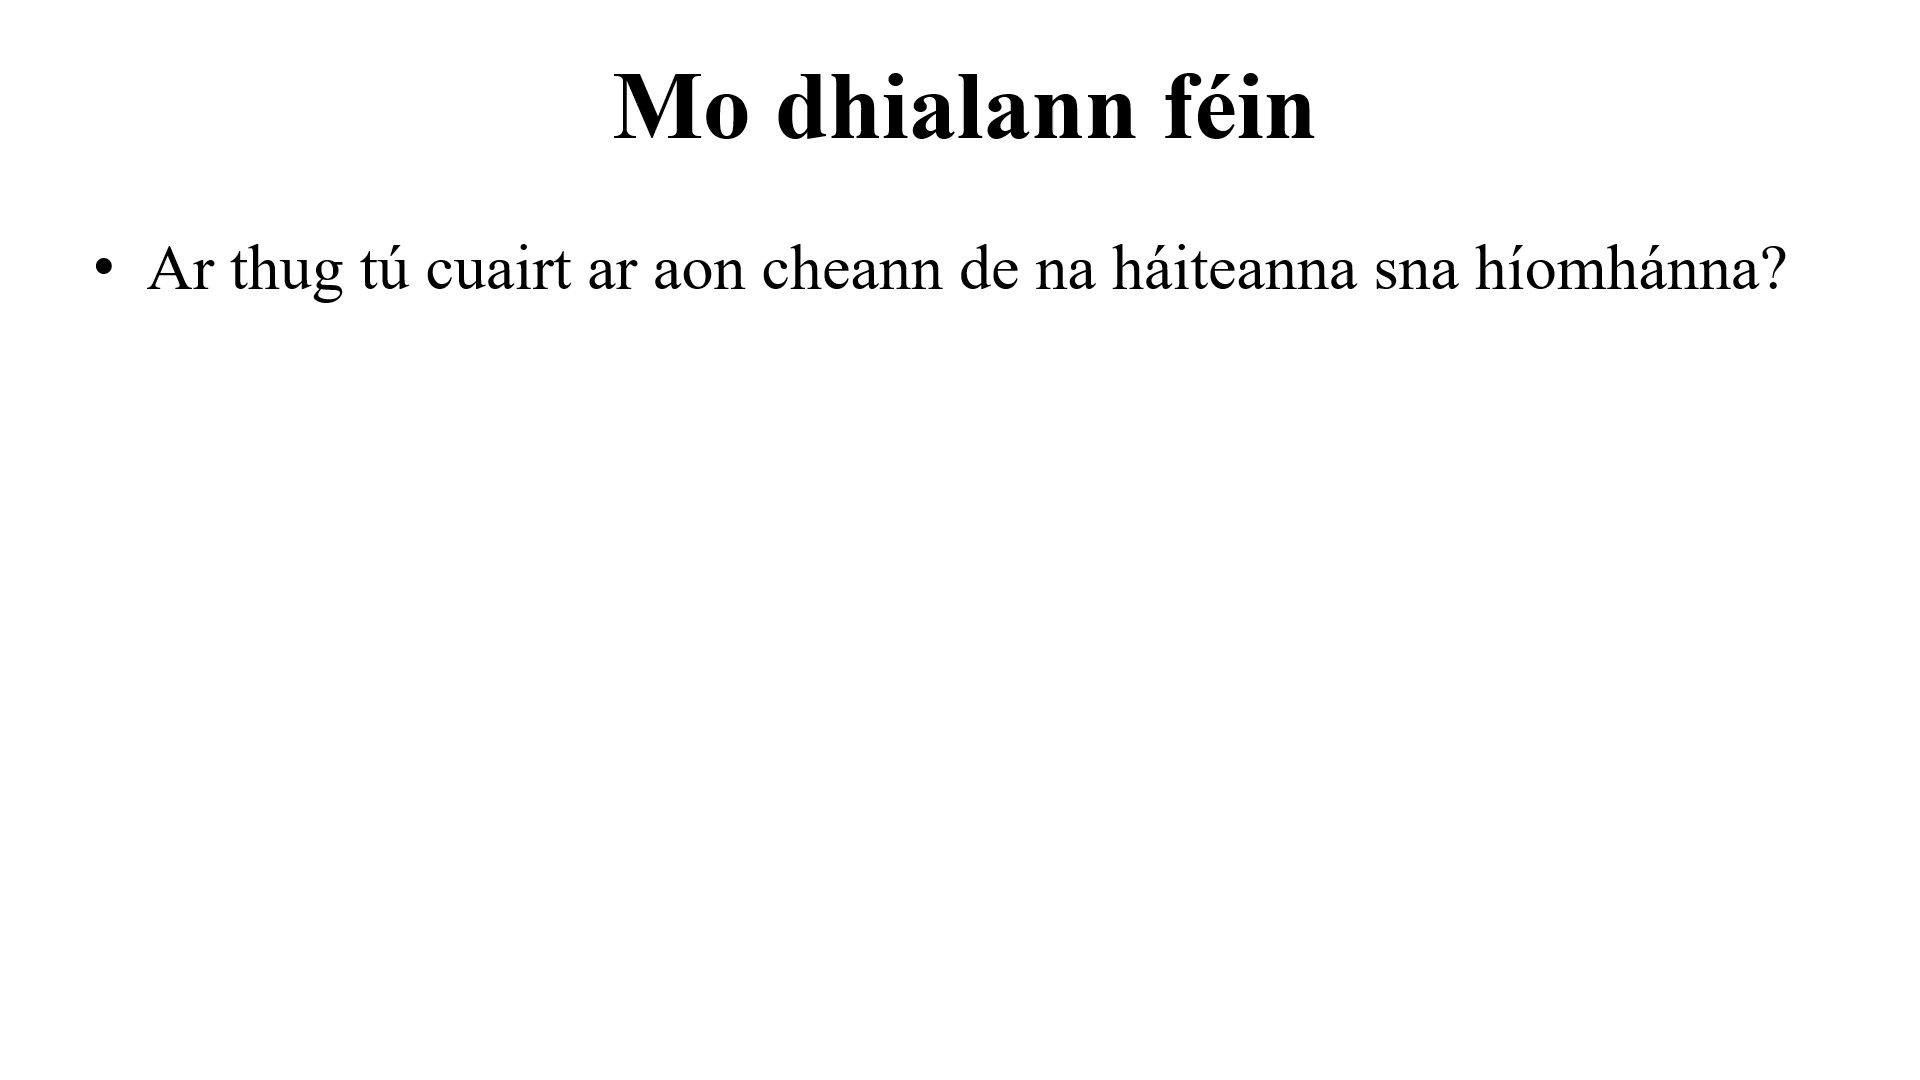 Mo dhialann féin
• Ar thug tú cuairt ar aon cheann de na háiteanna sna híomhánna?